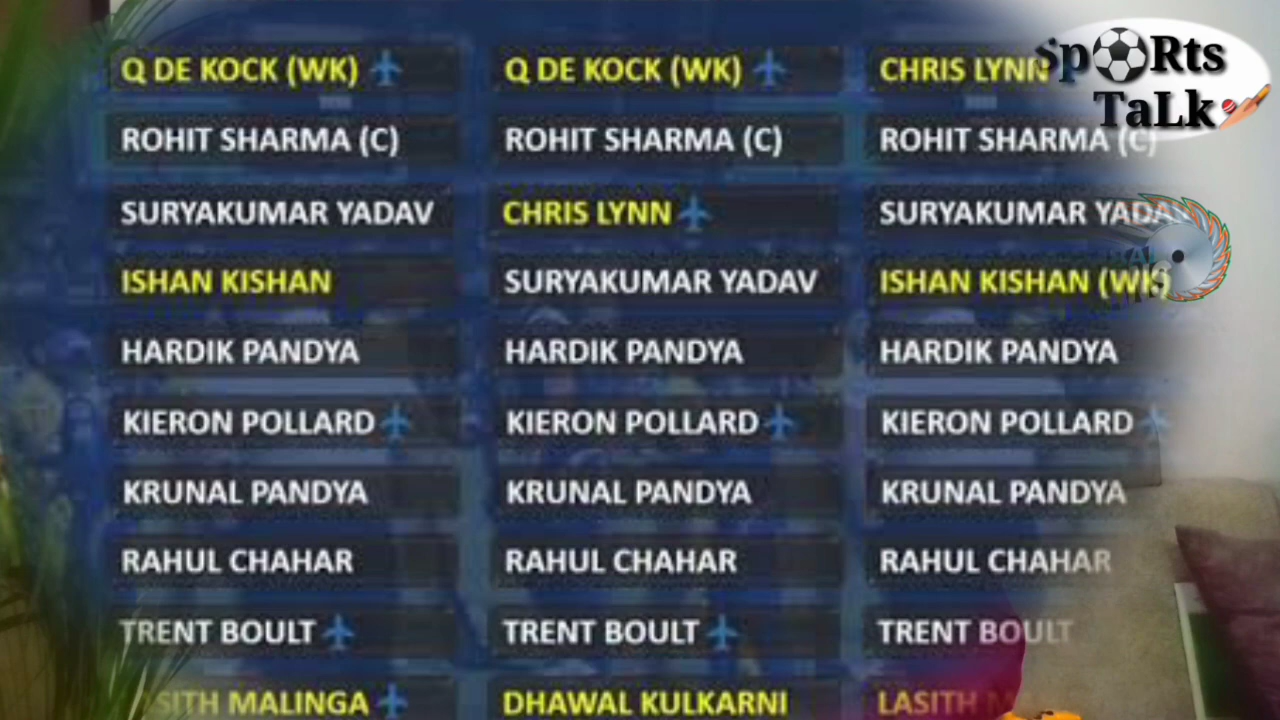 Q DE KOCK (WK)
ROHIT SHARMA (C)
SURYAKUMAR YADAV
ISHAN KISHAN
HARDIK PANDYA
KIERON POLLARD
KRUNAL PANDYA
RAHUL CHAHAR
TRENT BOULT
MALINGA
Q DE KOCK (WK)
ROHIT SHARMA (C)
CHRIS LYNN
SURYAKUMAR YADAV
HARDIK PANDYA
KIERON POLLARD
KRUNAL PANDYA
RAHUL CHAHAR
TRENT BOULT
DHAWAL KULKARNI
CHRIS LYNN
ROHIT SHARMA (C)
SURYAKUMAR YADAV
ISHAN KISHAN (WK)
HARDIK PANDYA
KIERON POLLARD
KRUNAL PANDYA
RAHUL CHAHAR
TRENT BOULT
LASITH
SpoRts
TaLk